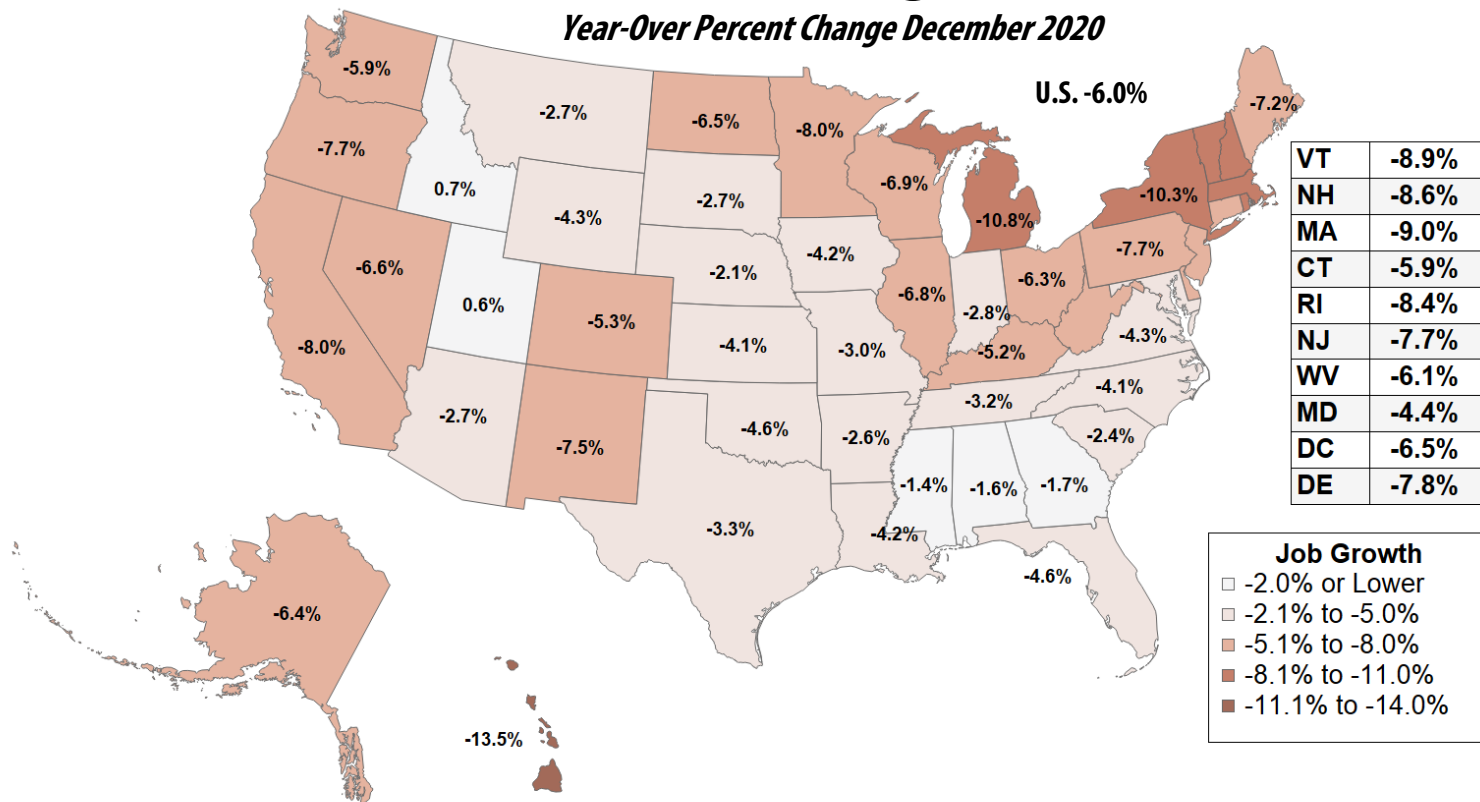 Year-Over Percent Change December 2020
U.S. -6.0%
-5.9%
-2.7%
-6.5%
-8.0%
-7.2%
-7.7%
0.7%
-4.3%
-2.7%
-6.9%
-10.8%
-10.3%
-6.6%
-8.0%
0.6%
-5.3%
-2.1%
-4.2%
-6.8%
-2.8%
-6.3%
-7.7%
-4.1%
-3.0%
-5.2%
-4.3%
-2.7%
-7.5%
-4.6%
-2.6%
-3.2%
-4.1%
-2.4%
-3.3%
-4.2%
-1.4%
-1.6%
-1.7%
-4.6%
-6.4%
-13.5%
VT -8.9%
NH -8.6%
MA -9.0%
CT -5.9%
RI -8.4%
NJ -7.7%
WV -6.1%
MD -4.4%
DC -6.5%
DE -7.8%
Job Growth
-2.0% or Lower
-2.1% to -5.0%
-5.1% to -8.0%
-8.1% to -11.0%
-11.1% to -14.0%